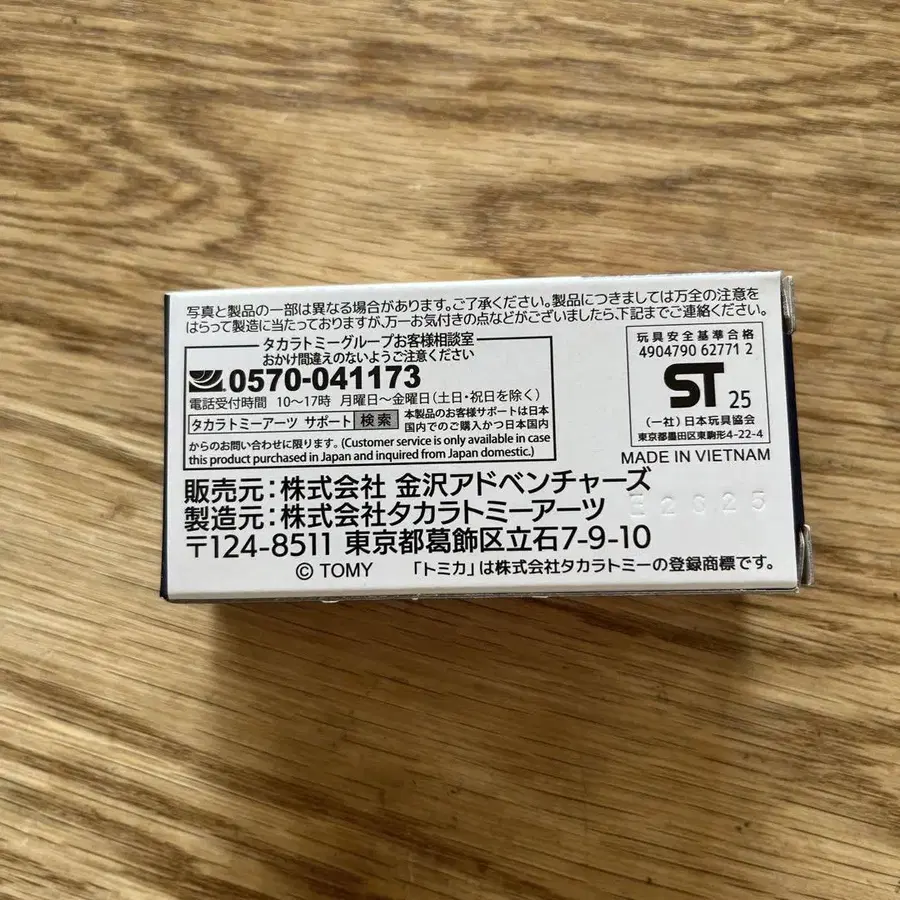 写真と製品の一部は異なる場合があります。ご了承ください。製品につきましては万全の注意を
はらって製造に当たっておりますが、万一お気付きの点などがございましたら、下記までご連絡ください。
タカラトミーグループお客様相談室
おかけ間違えのないようご注意ください
0570-041173
電話受付時間 10〜17時 月曜日〜金曜日(土日・祝日を除く)
タカラトミーアーツ サポート 検索
本製品のお客様サポートは日本
国内でのご購入かつ日本国内
からのお問い合わせに限ります。(Customer service is only available in case
this product purchased in Japan and inquired from Japan domestic.)
玩具安全基準合格
4904790 62771 2
ST 25
(一社)日本玩具協会
東京都墨田区東駒形4-22-4
MADE IN VIETNAM
販売元:株式会社 金沢アドベンチャーズ
製造元:株式会社タカラトミーアーツ
〒124-8511 東京都葛飾区立石7-9-10
© TOMY 「トミカ」は株式会社タカラトミーの登録商標です。